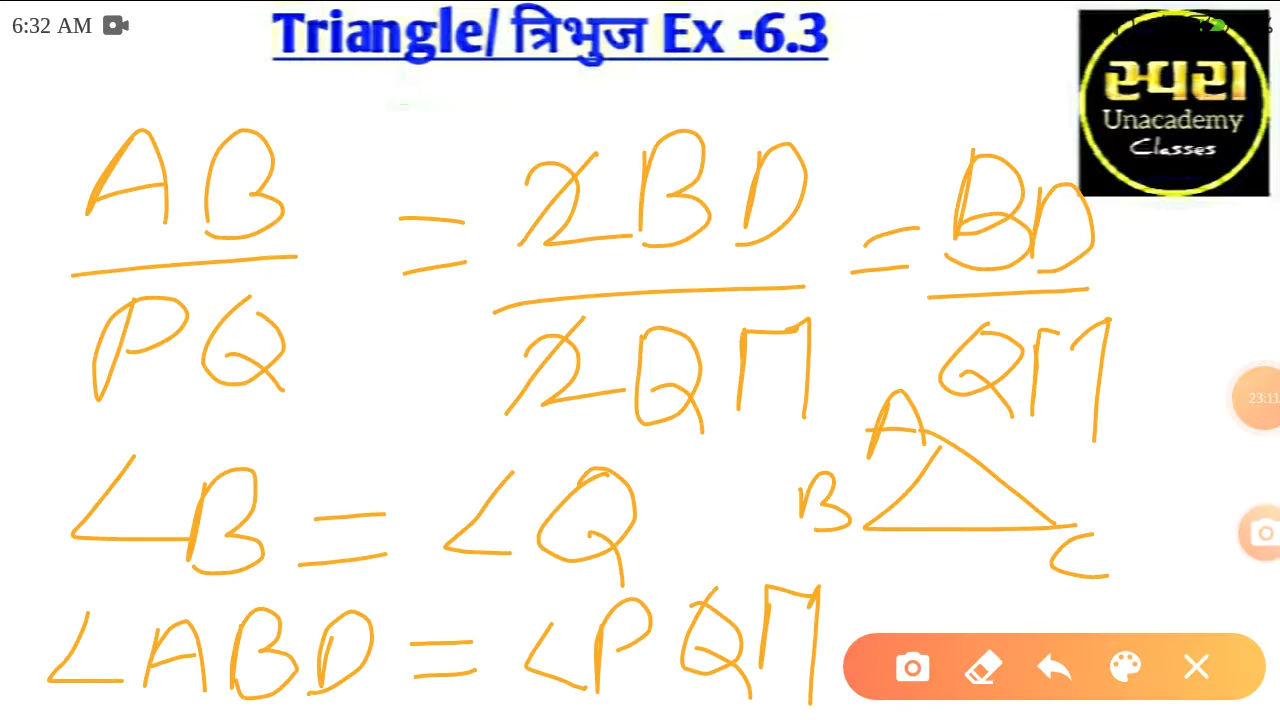 6:32 AM
Triangle/ त्रिभुज Ex -6.3
स्परा
Unacademy
Classes
AB/PQ = 2BD/2QM = BD/QM
23:11
A
B
C
∠B = ∠Q
∠ABD = ∠PQM